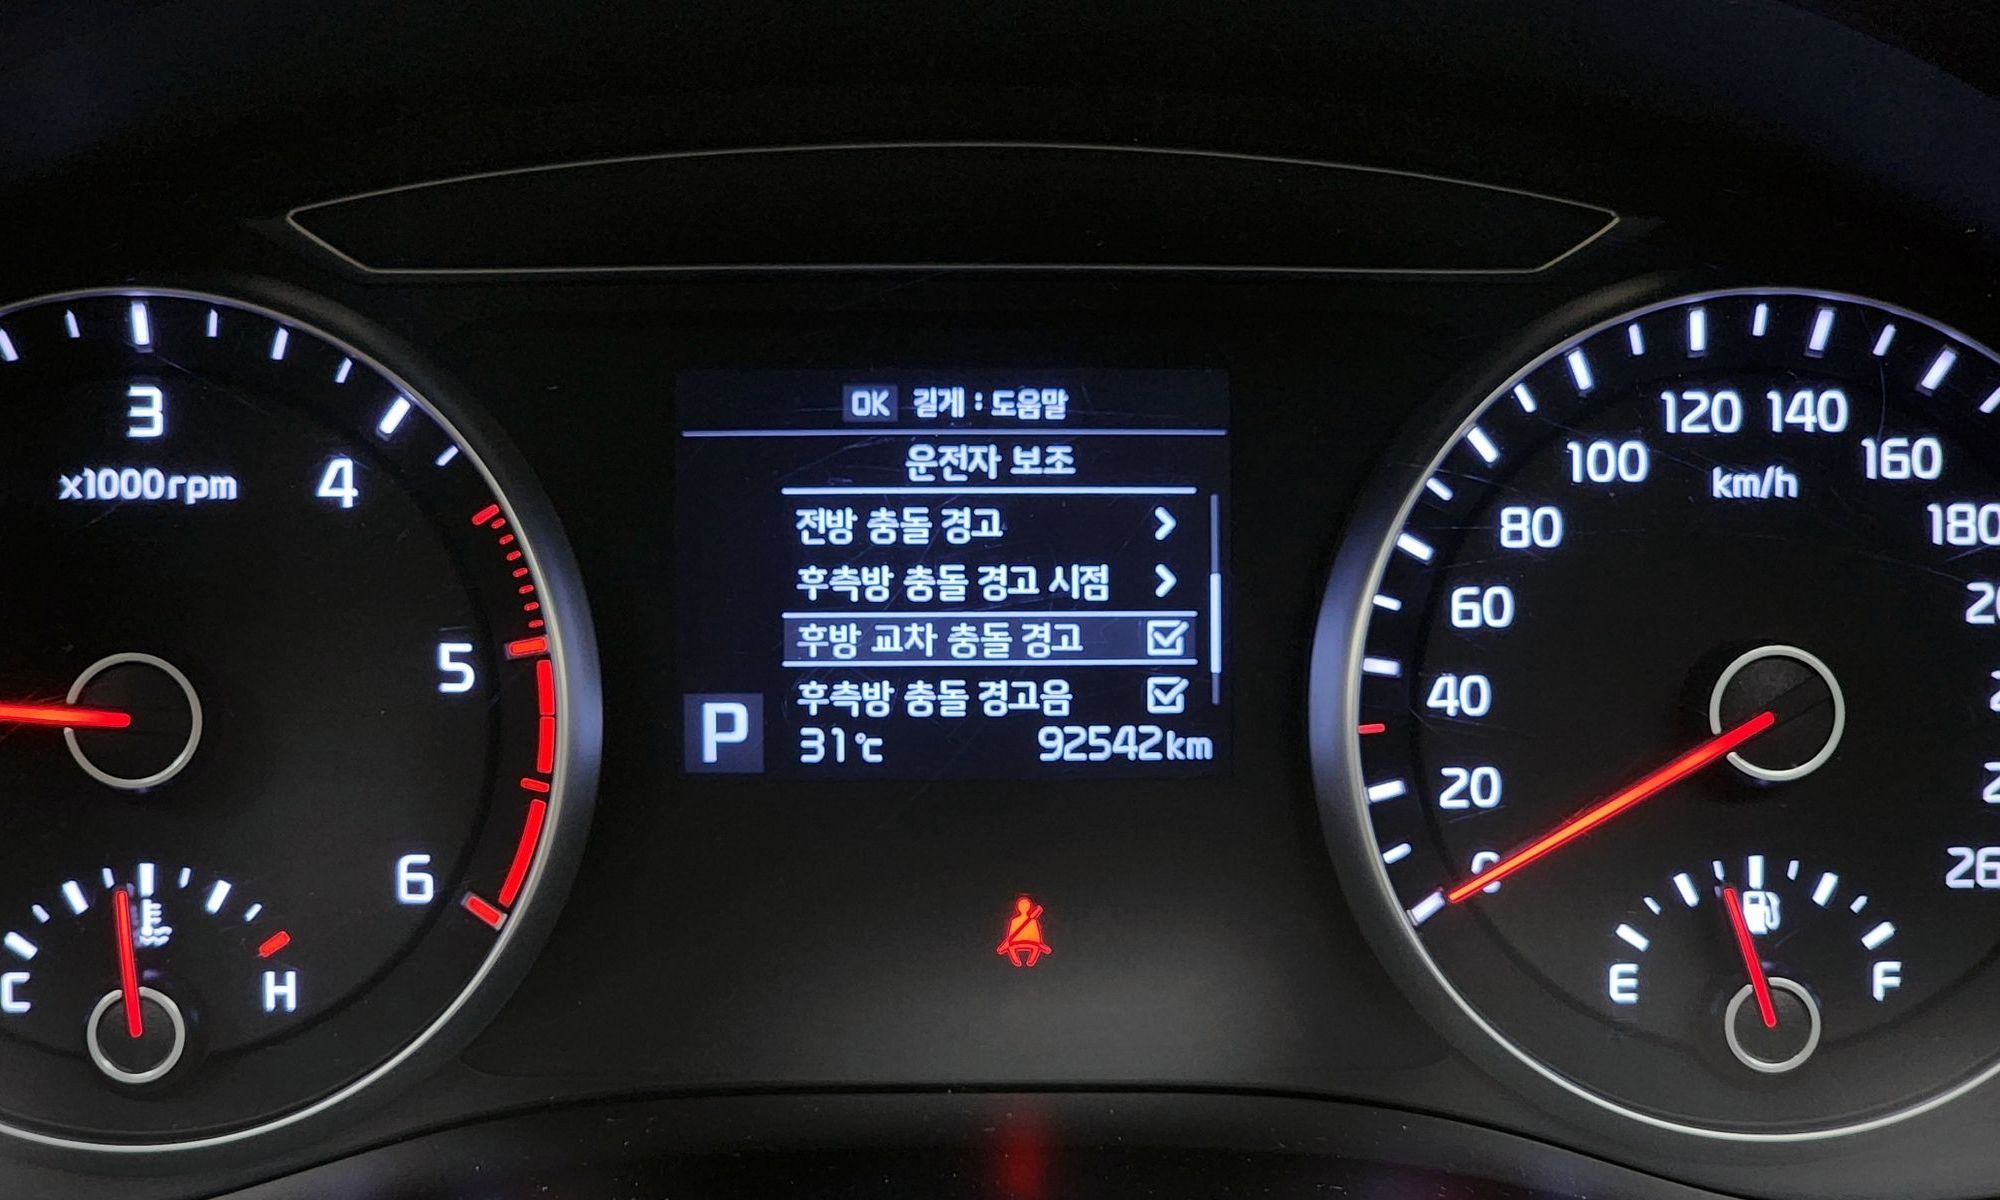 OK 길게 : 도움말
운전자 보조
전방 충돌 경고
후측방 충돌 경고 시점
후방 교차 충돌 경고
후측방 충돌 경고음
P 31℃ 92542km
3
4
x1000rpm
5
6
C H
120 140
100 160
km/h
80 180
60
40
20
0 26
E F